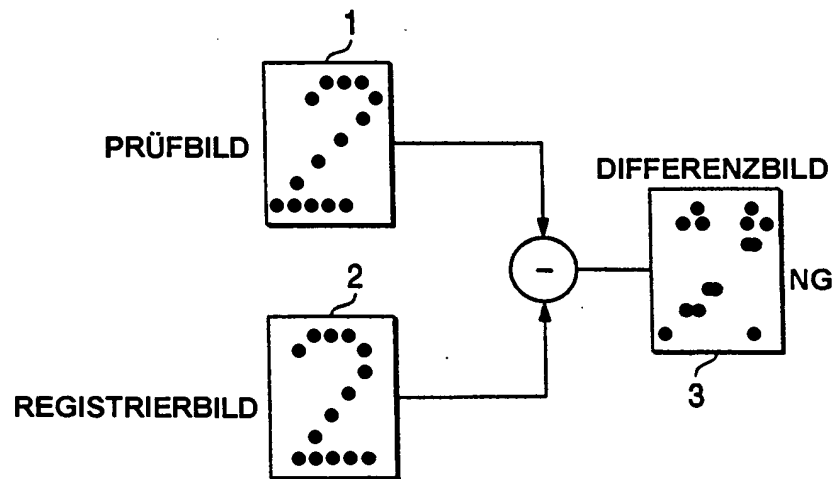 1
PRÜFBILD
DIFFERENZBILD
-
NG
2
REGISTRIERBILD
3